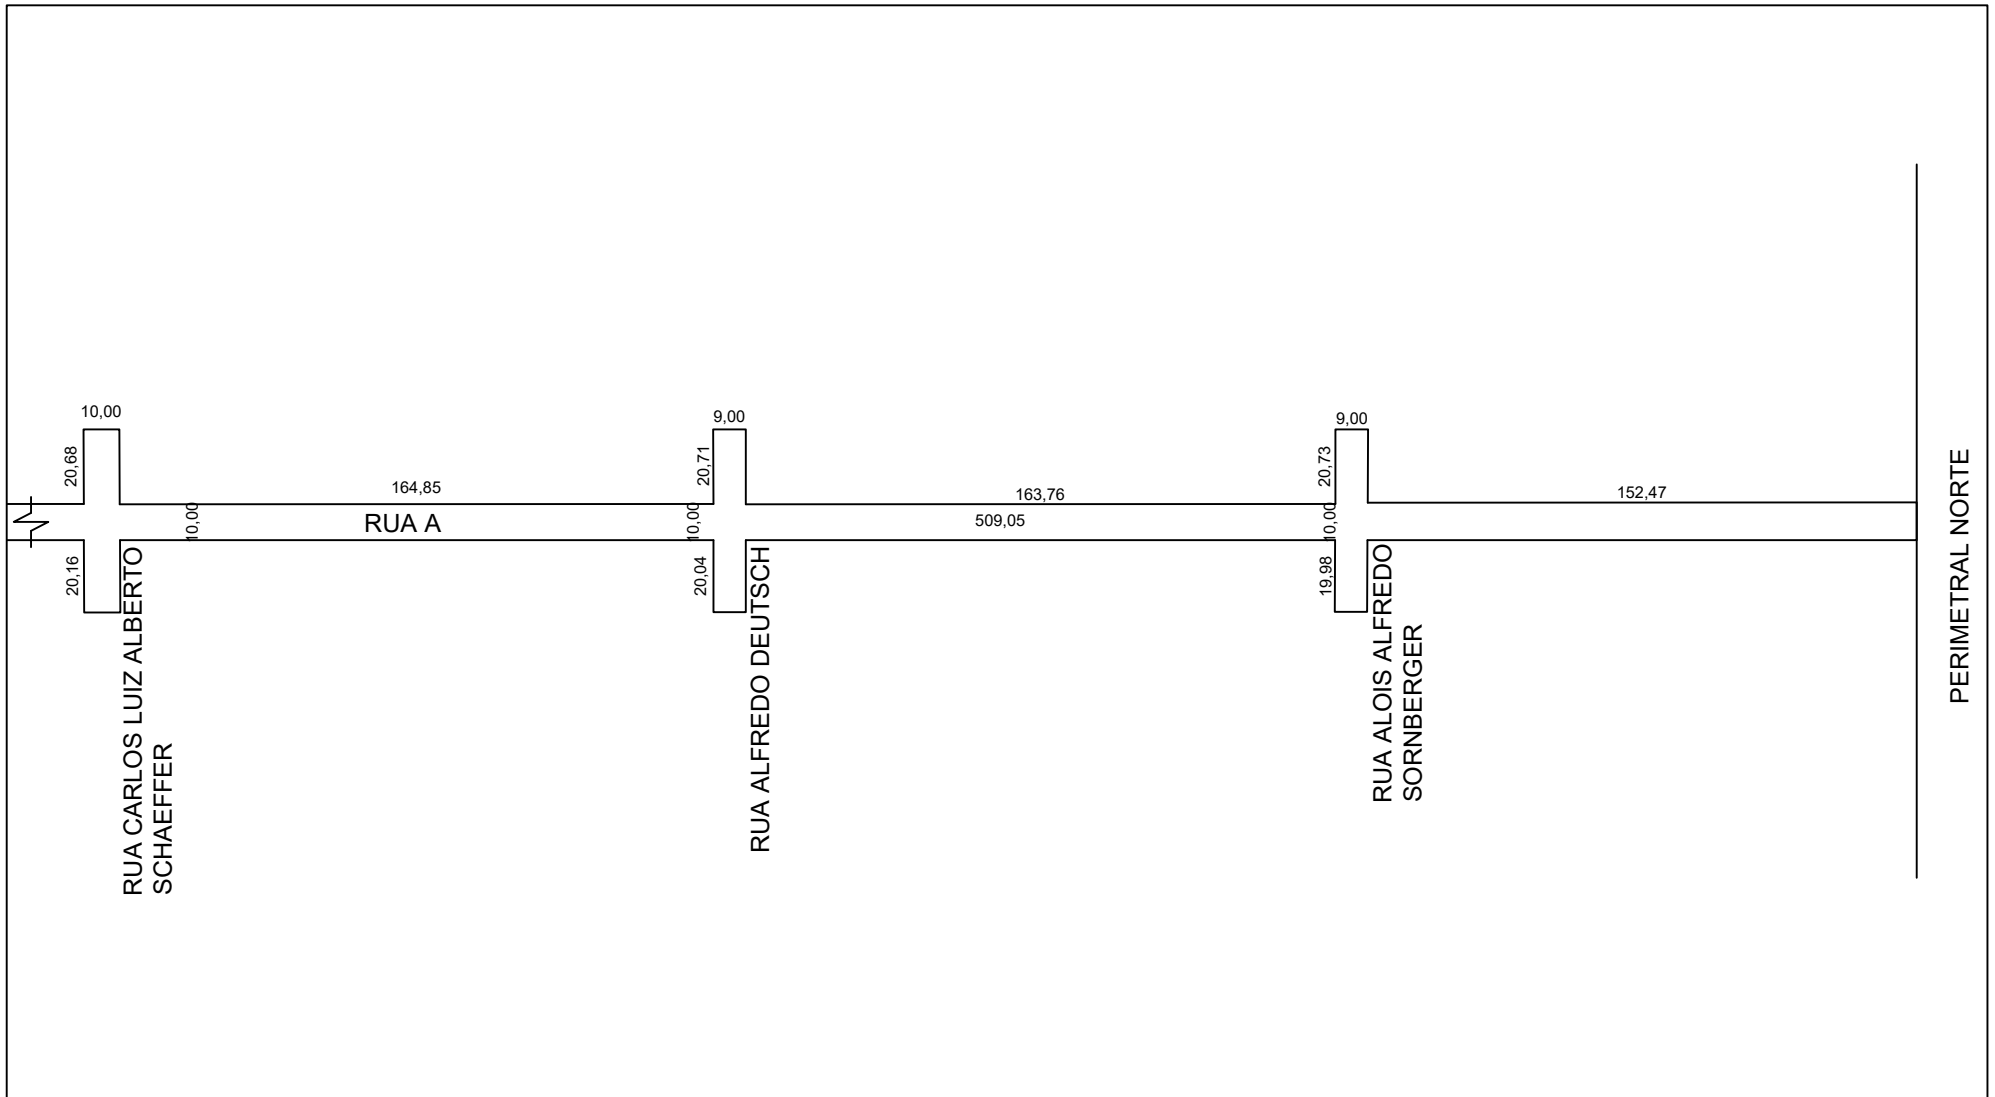 10,00
9,00
9,00
20,68
20,71
20,73
164,85
163,76
152,47
10,00
RUA A
10,00
509,05
10,00
20,16
20,04
19,98
RUA CARLOS LUIZ ALBERTO
SCHAEFFER
RUA ALFREDO DEUTSCH
RUA ALOIS ALFREDO
SORNBERGER
PERIMETRAL NORTE